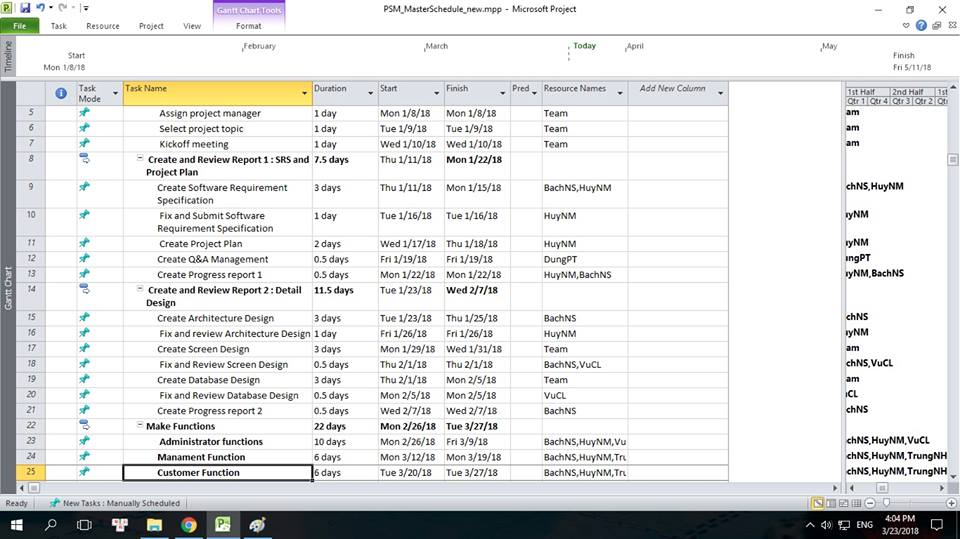 Gantt Chart Tools
PSM_MasterSchedule_new.mpp - Microsoft Project
File Task Resource Project View Format
Timeline
February March Today April May
Start
Mon 1/8/18
Finish
Fri 5/11/18
Task Mode Task Name Duration Start Finish Pred Resource Names Add New Column
1st Half 2nd Half 1st
Qtr 1 Qtr 4 Qtr 3 Qtr 2 Qtr
5 Assign project manager 1 day Mon 1/8/18 Mon 1/8/18 Team am
6 Select project topic 1 day Tue 1/9/18 Tue 1/9/18 Team am
7 Kickoff meeting 1 day Wed 1/10/18 Wed 1/10/18 Team am
8 Create and Review Report 1 : SRS and 7.5 days Thu 1/11/18 Mon 1/22/18
Project Plan
9 Create Software Requirement 3 days Thu 1/11/18 Mon 1/15/18 BachNS,HuyNM achNS,HuyNM
Specification
10 Fix and Submit Software 1 day Tue 1/16/18 Tue 1/16/18 HuyNM uyNM
Requirement Specification
11 Create Project Plan 2 days Wed 1/17/18 Thu 1/18/18 HuyNM uyNM
12 Create Q&A Management 0.5 days Fri 1/19/18 Fri 1/19/18 DungPT ungPT
13 Create Progress report 1 0.5 days Mon 1/22/18 Mon 1/22/18 HuyNM,BachNS uyNM,BachNS
14 Create and Review Report 2 : Detail 11.5 days Tue 1/23/18 Wed 2/7/18
Design
15 Create Architecture Design 3 days Tue 1/23/18 Thu 1/25/18 BachNS achNS
16 Fix and review Architecture Design 1 day Fri 1/26/18 Fri 1/26/18 HuyNM uyNM
17 Create Screen Design 3 days Mon 1/29/18 Wed 1/31/18 Team am
18 Fix and Review Screen Design 0.5 days Thu 2/1/18 Thu 2/1/18 BachNS,VuCL achNS,VuCL
19 Create Database Design 3 days Thu 2/1/18 Mon 2/5/18 Team am
20 Fix and Review Database Design 0.5 days Mon 2/5/18 Mon 2/5/18 VuCL uCL
21 Create Progress report 2 0.5 days Wed 2/7/18 Wed 2/7/18 BachNS achNS
22 Make Functions 22 days Mon 2/26/18 Tue 3/27/18
23 Administrator functions 10 days Mon 2/26/18 Fri 3/9/18 BachNS,HuyNM,Vu achNS,HuyNM,VuCL
24 Manament Function 6 days Mon 3/12/18 Mon 3/19/18 BachNS,HuyNM,Tru achNS,HuyNM,TrungNH
25 Customer Function 6 days Tue 3/20/18 Tue 3/27/18 BachNS,HuyNM,Tru achNS,HuyNM,TrungNH
Gantt Chart
Ready New Tasks : Manually Scheduled
ENG
4:04 PM
3/23/2018